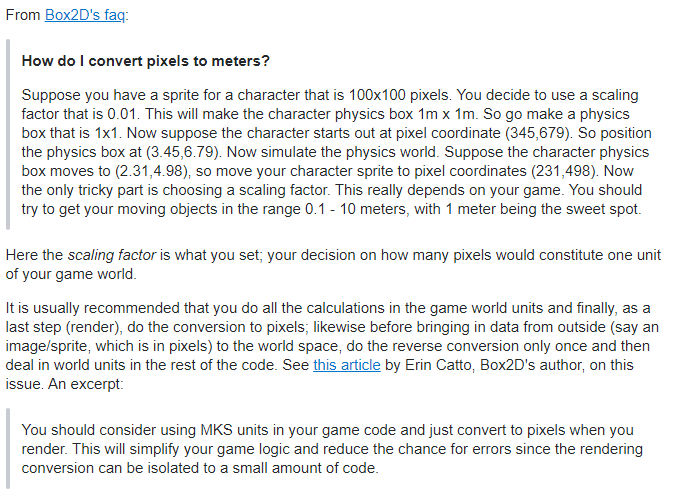 From Box2D's faq:
How do I convert pixels to meters?
Suppose you have a sprite for a character that is 100x100 pixels. You decide to use a scaling
factor that is 0.01. This will make the character physics box 1m x 1m. So go make a physics
box that is 1x1. Now suppose the character starts out at pixel coordinate (345,679). So position
the physics box at (3.45,6.79). Now simulate the physics world. Suppose the character physics
box moves to (2.31,4.98), so move your character sprite to pixel coordinates (231,498). Now
the only tricky part is choosing a scaling factor. This really depends on your game. You should
try to get your moving objects in the range 0.1 - 10 meters, with 1 meter being the sweet spot.
Here the scaling factor is what you set; your decision on how many pixels would constitute one unit
of your game world.
It is usually recommended that you do all the calculations in the game world units and finally, as a
last step (render), do the conversion to pixels; likewise before bringing in data from outside (say an
image/sprite, which is in pixels) to the world space, do the reverse conversion only once and then
deal in world units in the rest of the code. See this article by Erin Catto, Box2D's author, on this
issue. An excerpt:
You should consider using MKS units in your game code and just convert to pixels when you
render. This will simplify your game logic and reduce the chance for errors since the rendering
conversion can be isolated to a small amount of code.